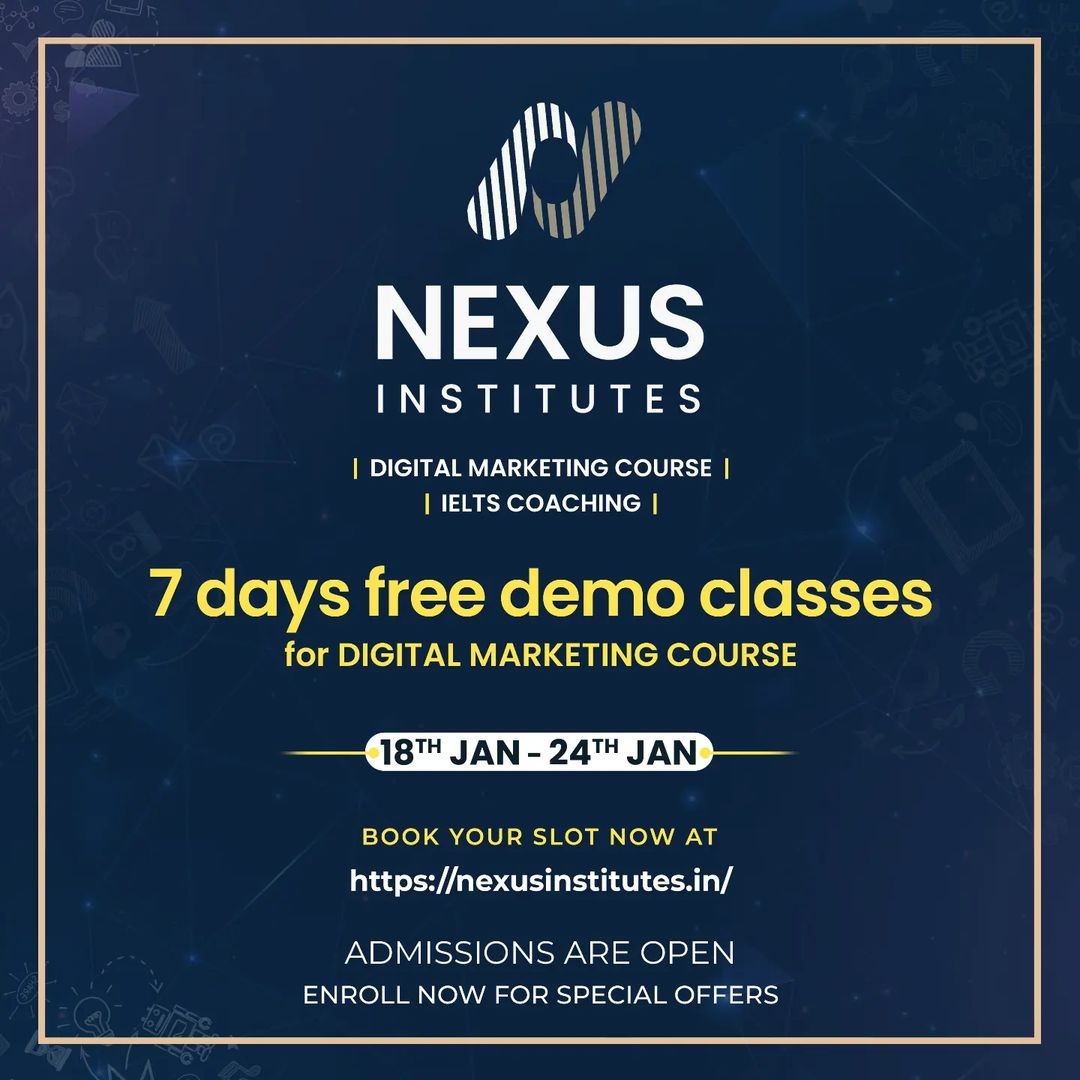 NEXUS
INSTITUTES
| DIGITAL MARKETING COURSE |
| IELTS COACHING |
7 days free demo classes
for DIGITAL MARKETING COURSE
18TH JAN - 24TH JAN
BOOK YOUR SLOT NOW AT
https://nexusinstitutes.in/
ADMISSIONS ARE OPEN
ENROLL NOW FOR SPECIAL OFFERS